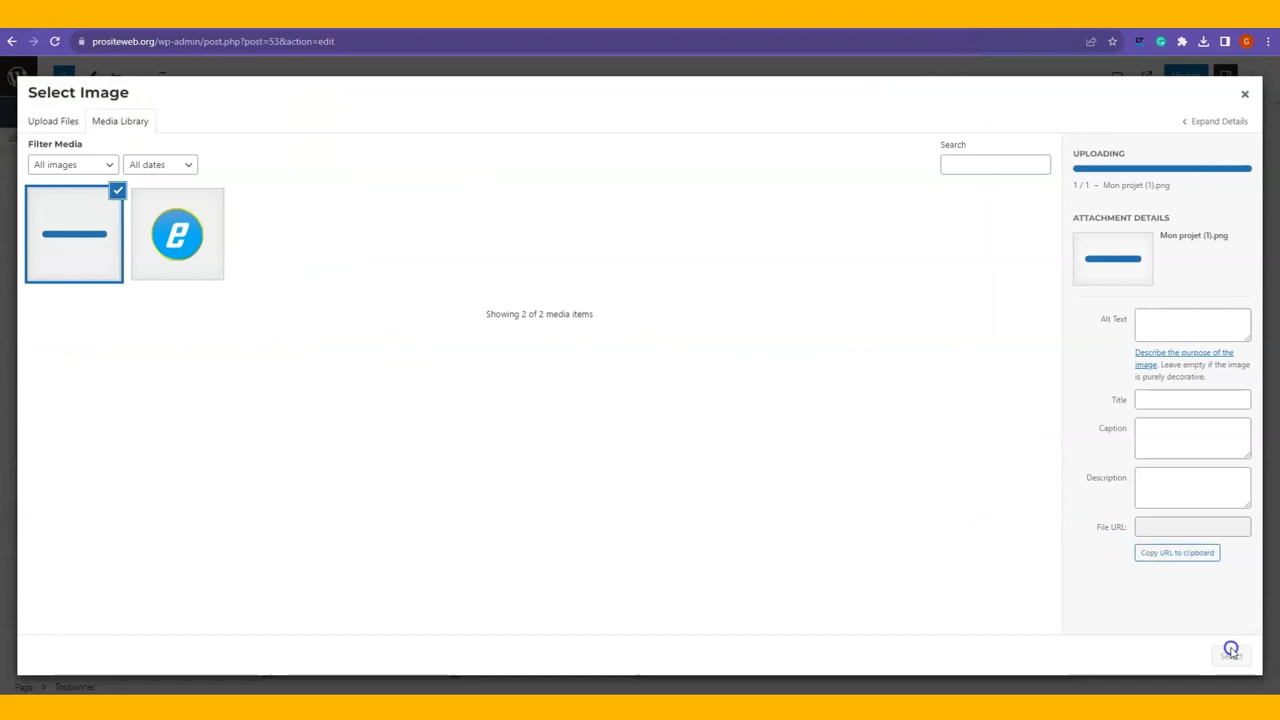 prositeweb.org/wp-admin/post.php?post=53&action=edit
G
Select Image
Upload Files
Media Library
Expand Details
Filter Media
Search
All images
All dates
UPLOADING
1 / 1 – Mon projet (1).png
ATTACHMENT DETAILS
Mon projet (1).png
e
Showing 2 of 2 media items
Alt Text
Describe the purpose of the
image. Leave empty if the image
is purely decorative.
Title
Caption
Description
File URL:
Copy URL to clipboard
Select
Page > Topbanner